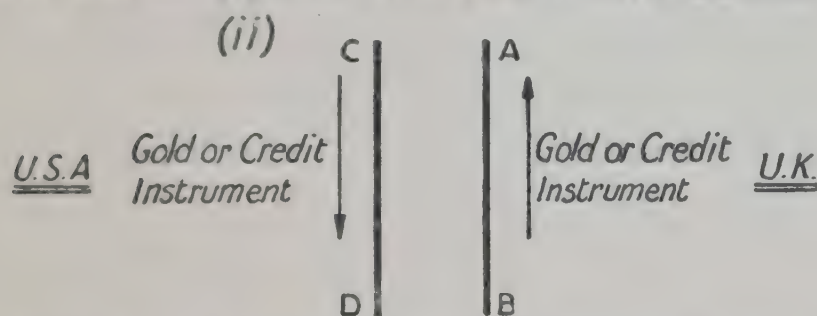 (ii)
C A
U.S.A Gold or Credit Instrument Gold or Credit Instrument U.K.
D B